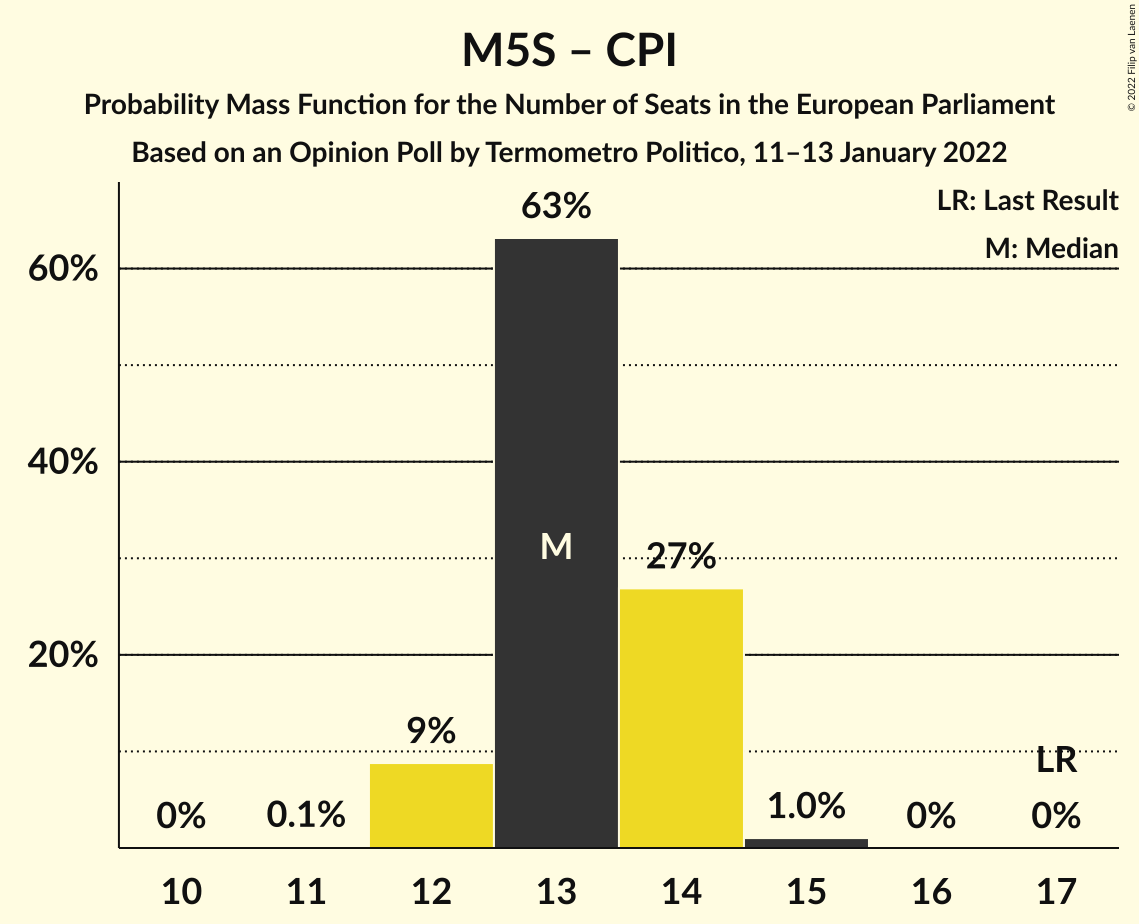 M5S – CPI
Probability Mass Function for the Number of Seats in the European Parliament
Based on an Opinion Poll by Termometro Politico, 11–13 January 2022
© 2022 Filip van Laenen
LR: Last Result
M: Median
60%
40%
20%
0%
0.1%
9%
63%
M
27%
1.0%
0%
LR
0%
10 11 12 13 14 15 16 17